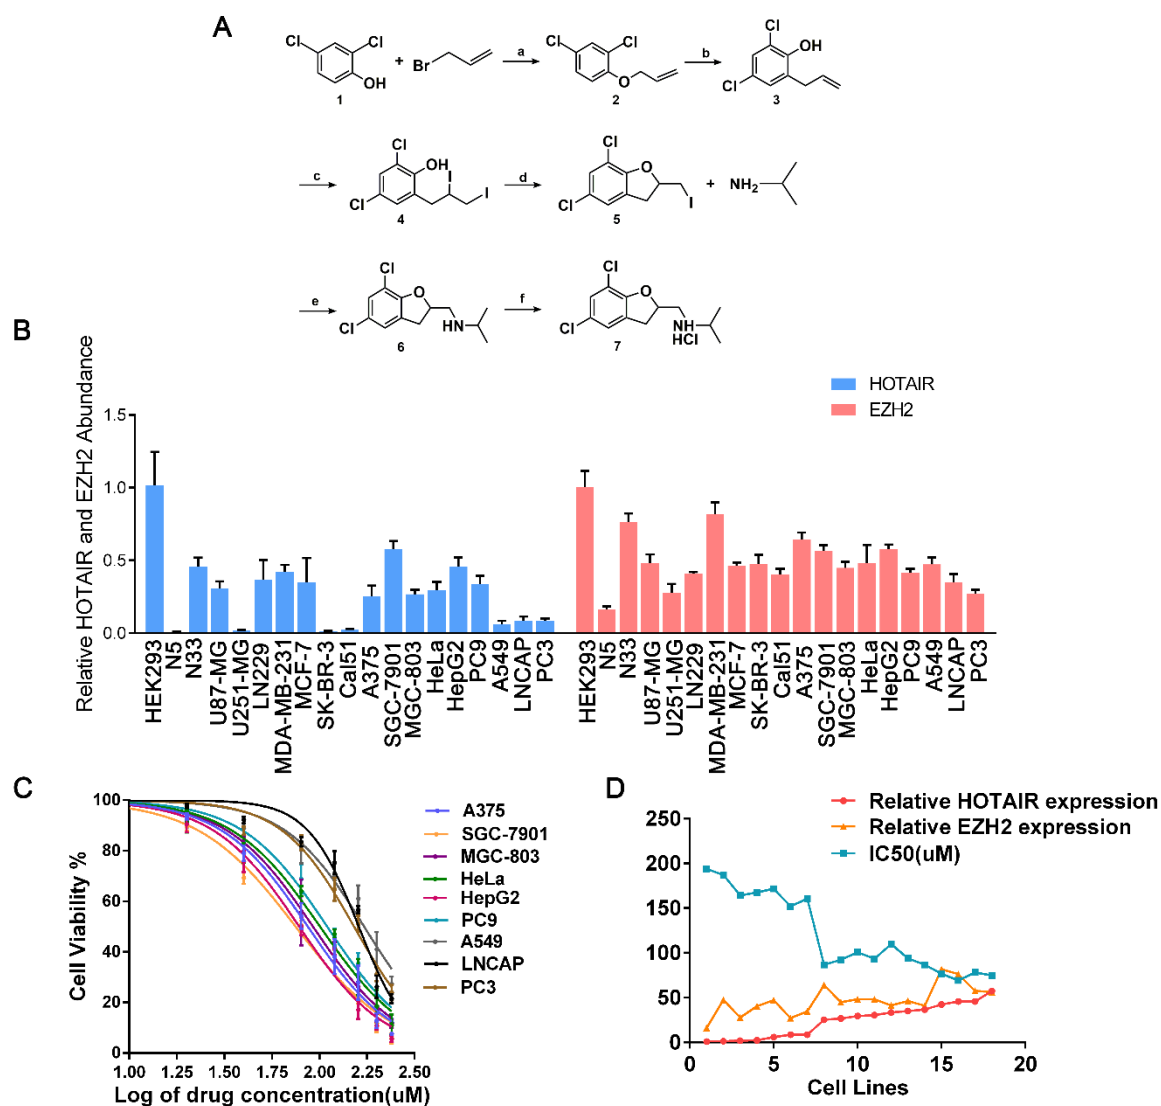 A
Cl
Cl
OH
1
+
Br
a
Cl
Cl
O
2
b
Cl
OH
Cl
3
c
Cl
OH
I
I
Cl
4
d
Cl
O
Cl
I
5
+
NH2
e
Cl
O
Cl
HN
6
f
Cl
O
Cl
NH
HCl
7
B
Relative HOTAIR and EZH2 Abundance
HOTAIR
EZH2
1.5
1.0
0.5
0.0
HEK293
N5
N33
U87-MG
U251-MG
LN229
MDA-MB-231
MCF-7
SK-BR-3
Cal51
A375
SGC-7901
MGC-803
HeLa
HepG2
PC9
A549
LNCAP
PC3
HEK293
N5
N33
U87-MG
U251-MG
LN229
MDA-MB-231
MCF-7
SK-BR-3
Cal51
A375
SGC-7901
MGC-803
HeLa
HepG2
PC9
A549
LNCAP
PC3
C
Cell Viability %
100
80
60
40
20
0
1.00 1.25 1.50 1.75 2.00 2.25 2.50
Log of drug concentration(uM)
A375
SGC-7901
MGC-803
HeLa
HepG2
PC9
A549
LNCAP
PC3
D
Relative HOTAIR expression
Relative EZH2 expression
IC50(uM)
250
200
150
100
50
0
0 5 10 15 20
Cell Lines